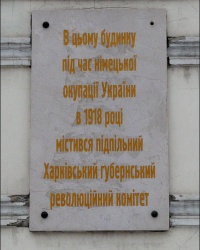 В цьому будинку
під час німецької
окупації України
в 1918 році
містився підпільний
Харківський губернський
революційний комітет